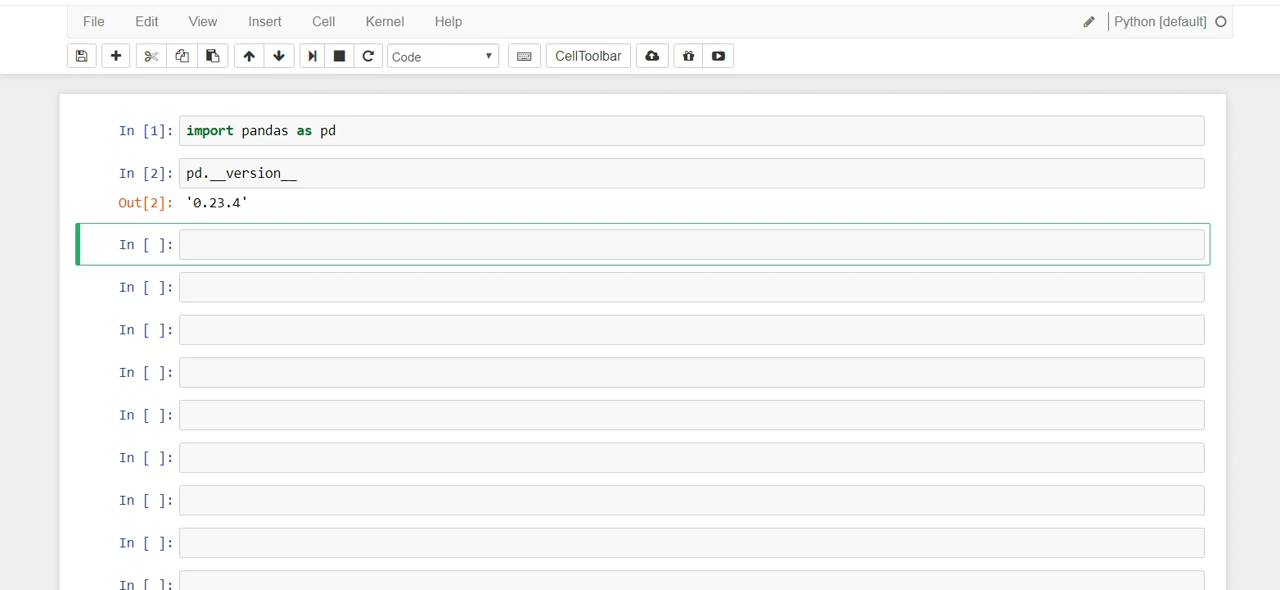 File Edit View Insert Cell Kernel Help Python [default]
Code CellToolbar
In [1]: import pandas as pd
In [2]: pd.__version__
Out[2]: '0.23.4'
In [ ]:
In [ ]:
In [ ]:
In [ ]:
In [ ]:
In [ ]:
In [ ]:
In [ ]:
In [ ]: